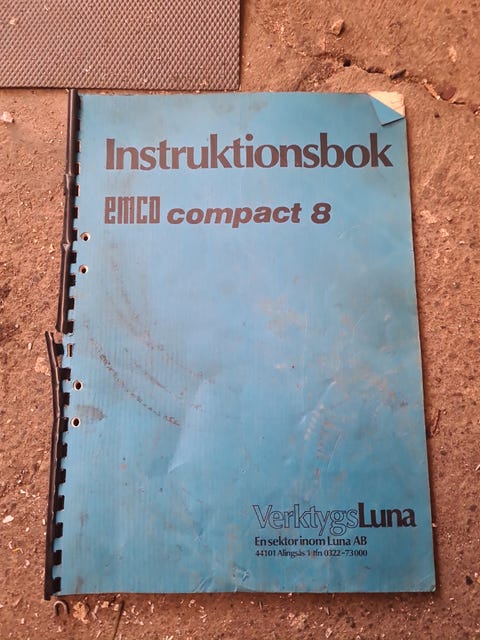 Instruktionsbok
emco compact 8
VerktygsLuna
En sektor inom Luna AB
44101 Alingsås 1 tfn 0322-73000